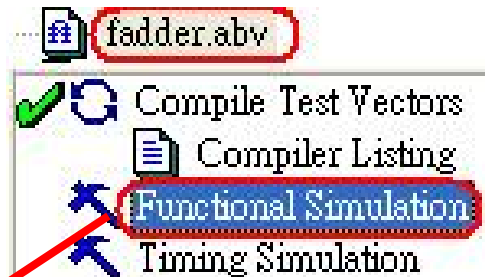 fadder.abv
Compile Test Vectors
Compiler Listing
Functional Simulation
Timing Simulation